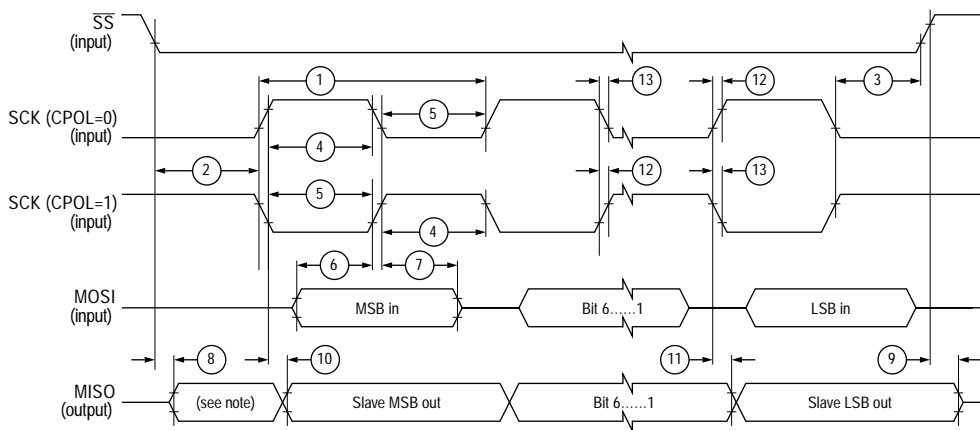 SS
(input)
1
13
12
3
SCK (CPOL=0)
(input)
5
4
2
12
13
SCK (CPOL=1)
(input)
5
4
6
7
MOSI
(input)
MSB in
Bit 6......1
LSB in
8
10
11
9
MISO
(output)
(see note)
Slave MSB out
Bit 6......1
Slave LSB out